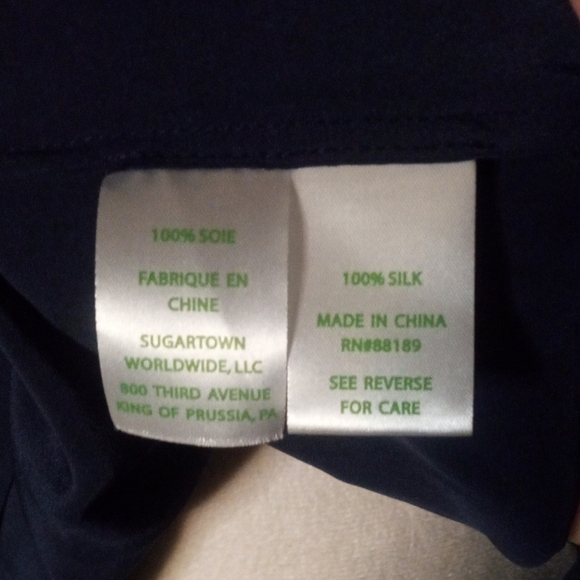 100% SOIE
FABRIQUE EN
CHINE
SUGARTOWN
WORLDWIDE, LLC
800 THIRD AVENUE
KING OF PRUSSIA, PA
100% SILK
MADE IN CHINA
RN#88189
SEE REVERSE
FOR CARE